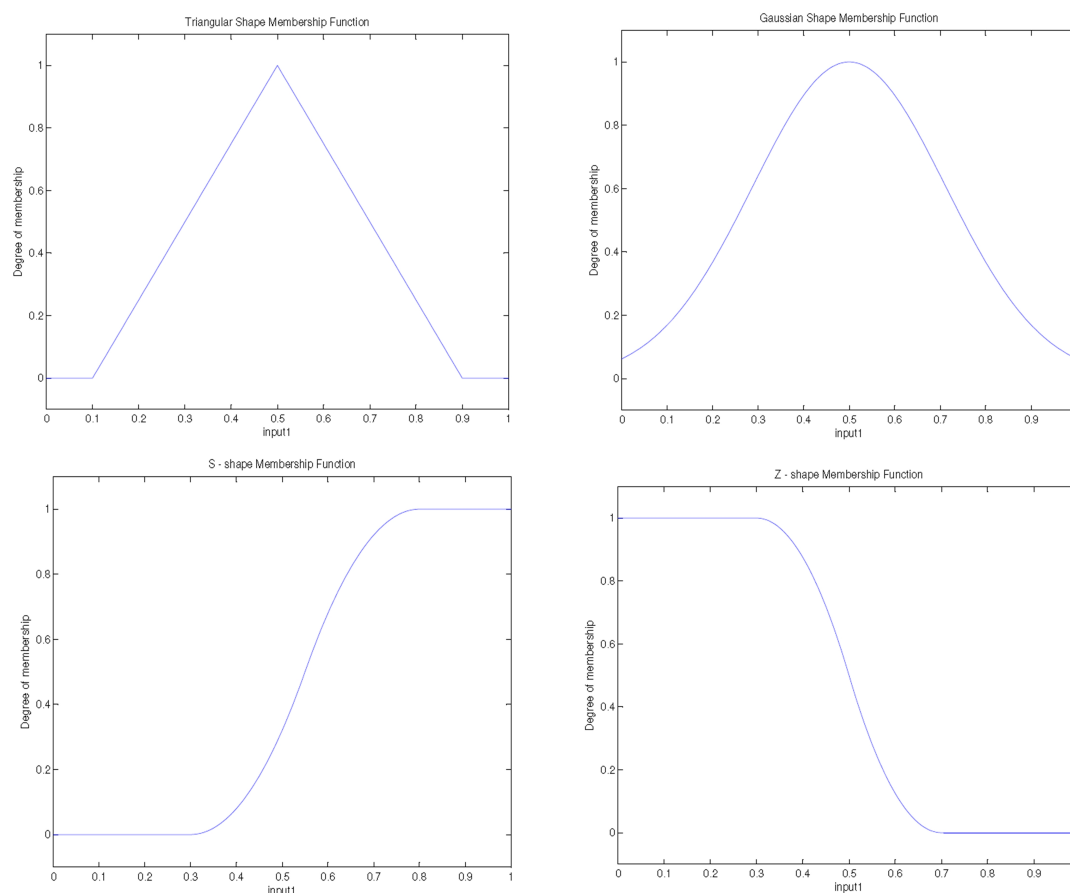 Triangular Shape Membership Function
Degree of membership
1
0.8
0.6
0.4
0.2
0
0 0.1 0.2 0.3 0.4 0.5 0.6 0.7 0.8 0.9 1
input1
Gaussian Shape Membership Function
Degree of membership
1
0.8
0.6
0.4
0.2
0
0 0.1 0.2 0.3 0.4 0.5 0.6 0.7 0.8 0.9
input1
S - shape Membership Function
Degree of membership
1
0.8
0.6
0.4
0.2
0
0 0.1 0.2 0.3 0.4 0.5 0.6 0.7 0.8 0.9 1
input1
Z - shape Membership Function
Degree of membership
1
0.8
0.6
0.4
0.2
0
0 0.1 0.2 0.3 0.4 0.5 0.6 0.7 0.8 0.9
input1